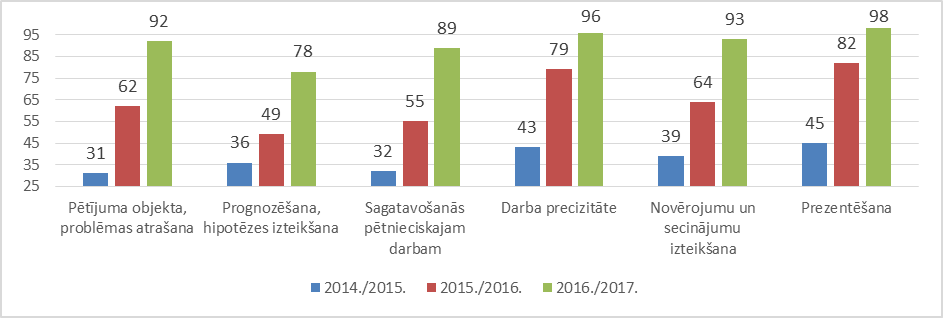 95
85
75
65
55
45
35
25
31
62
92
36
49
78
32
55
89
43
79
96
39
64
93
45
82
98
Pētījuma objekta,
problēmas atrašana
Prognozēšana,
hipotēzes izteikšana
Sagatavošanās
pētnieciskajam
darbam
Darba precizitāte
Novērojumu un
secinājumu
izteikšana
Prezentēšana
2014./2015. 2015./2016. 2016./2017.